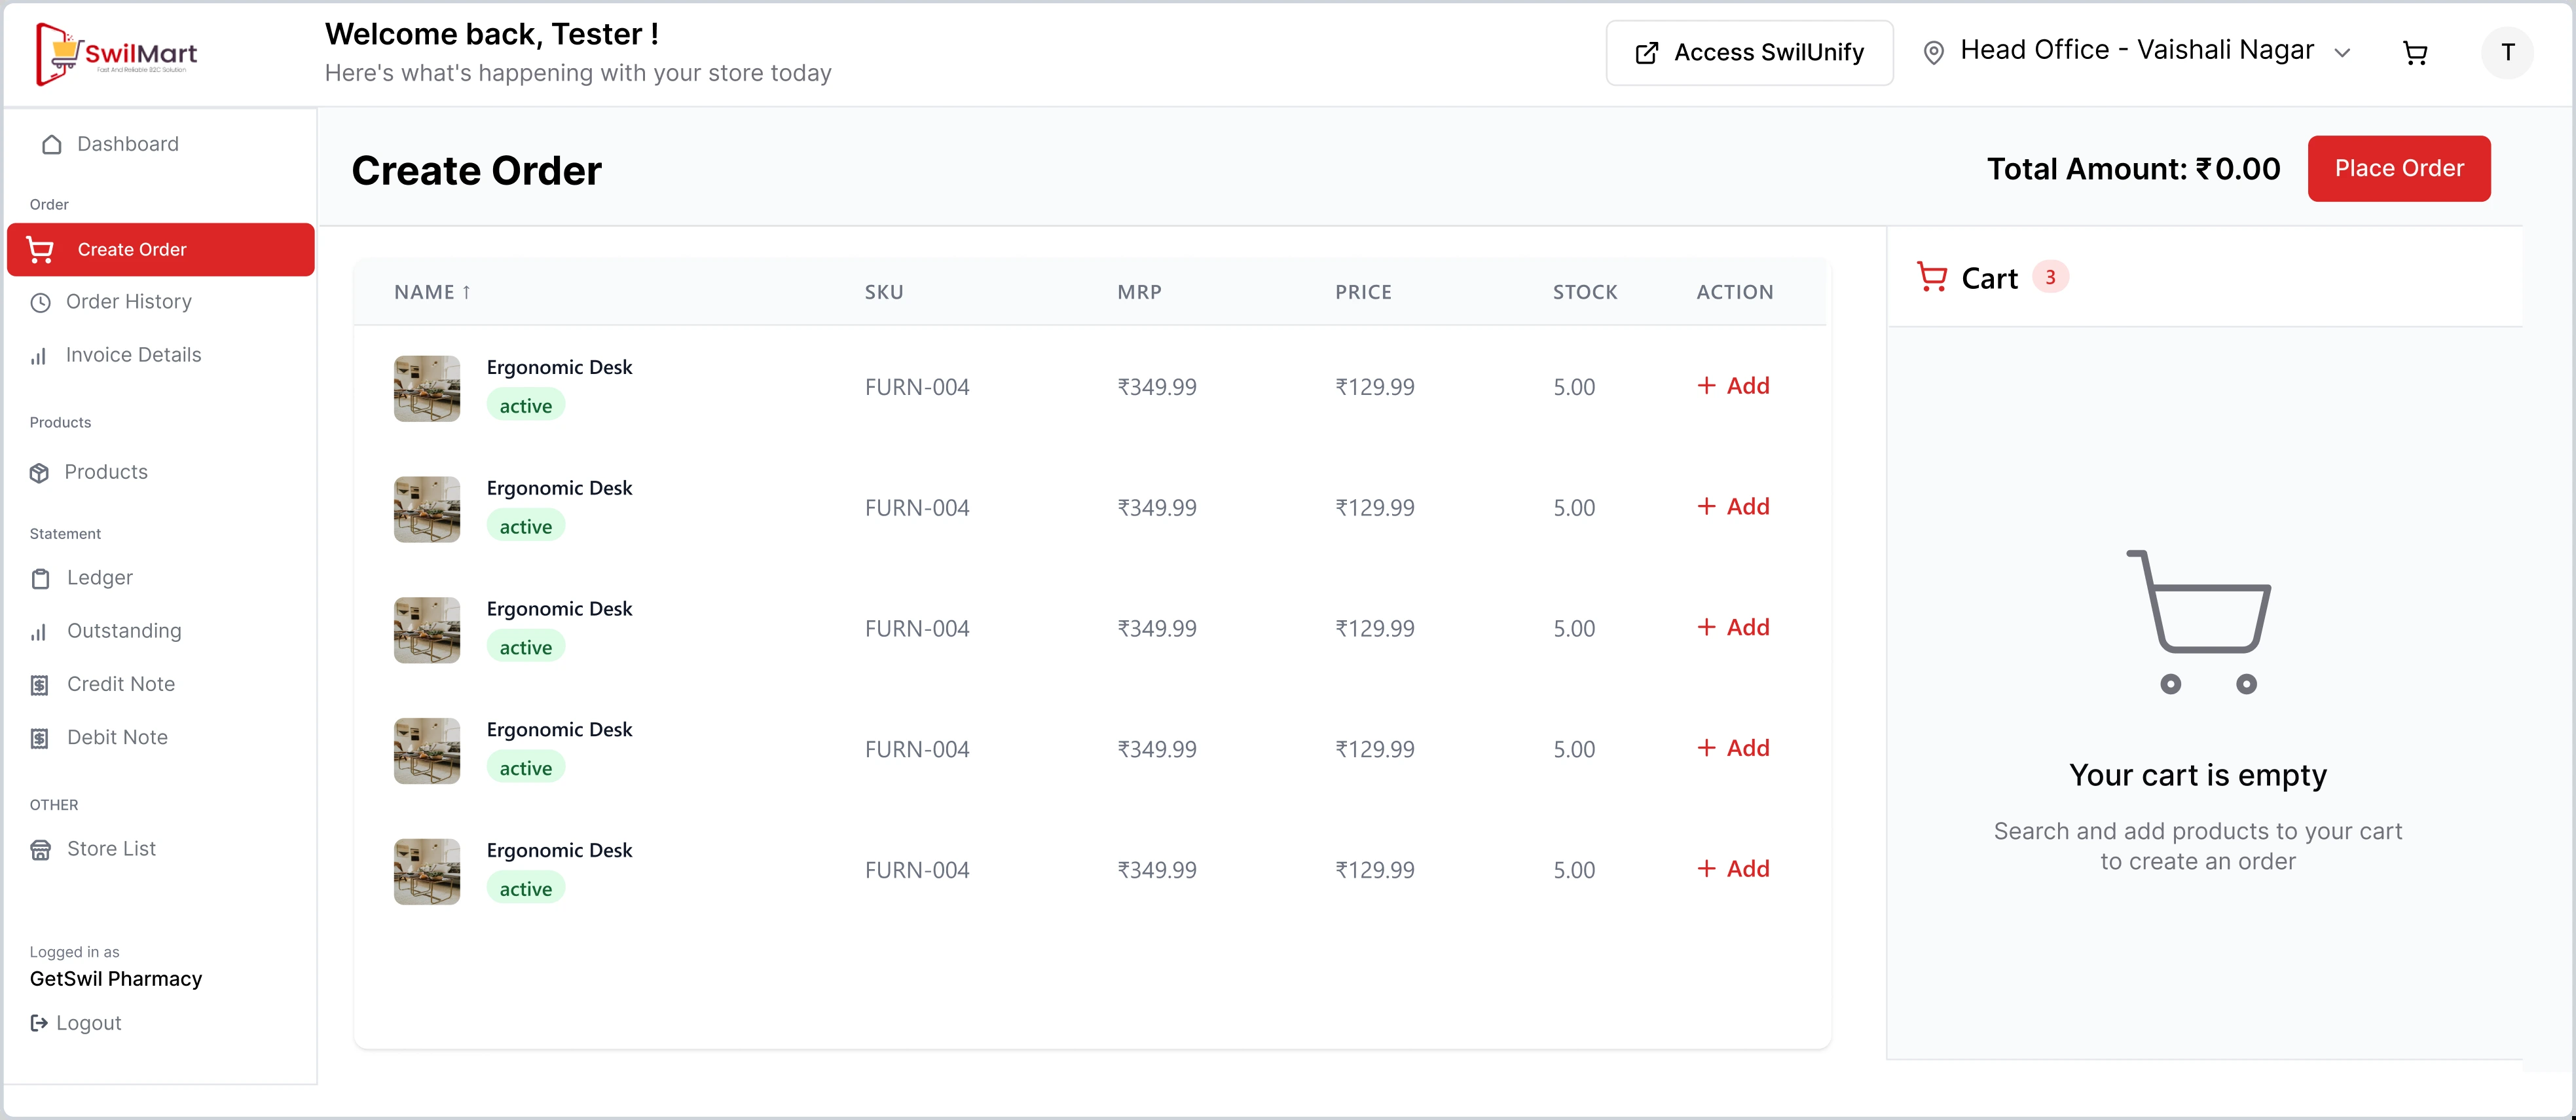 SwilMart
Fast And Reliable B2C Solution
Welcome back, Tester !
Here's what's happening with your store today
Access SwilUnify
Head Office - Vaishali Nagar
T
Dashboard
Order
Create Order
Order History
Invoice Details
Products
Products
Statement
Ledger
Outstanding
Credit Note
Debit Note
OTHER
Store List
Logged in as
GetSwil Pharmacy
Logout
Create Order
Total Amount: ₹0.00
Place Order
NAME ↑ SKU MRP PRICE STOCK ACTION
Ergonomic Desk
active
FURN-004 ₹349.99 ₹129.99 5.00 + Add
Ergonomic Desk
active
FURN-004 ₹349.99 ₹129.99 5.00 + Add
Ergonomic Desk
active
FURN-004 ₹349.99 ₹129.99 5.00 + Add
Ergonomic Desk
active
FURN-004 ₹349.99 ₹129.99 5.00 + Add
Ergonomic Desk
active
FURN-004 ₹349.99 ₹129.99 5.00 + Add
Cart 3
Your cart is empty
Search and add products to your cart
to create an order